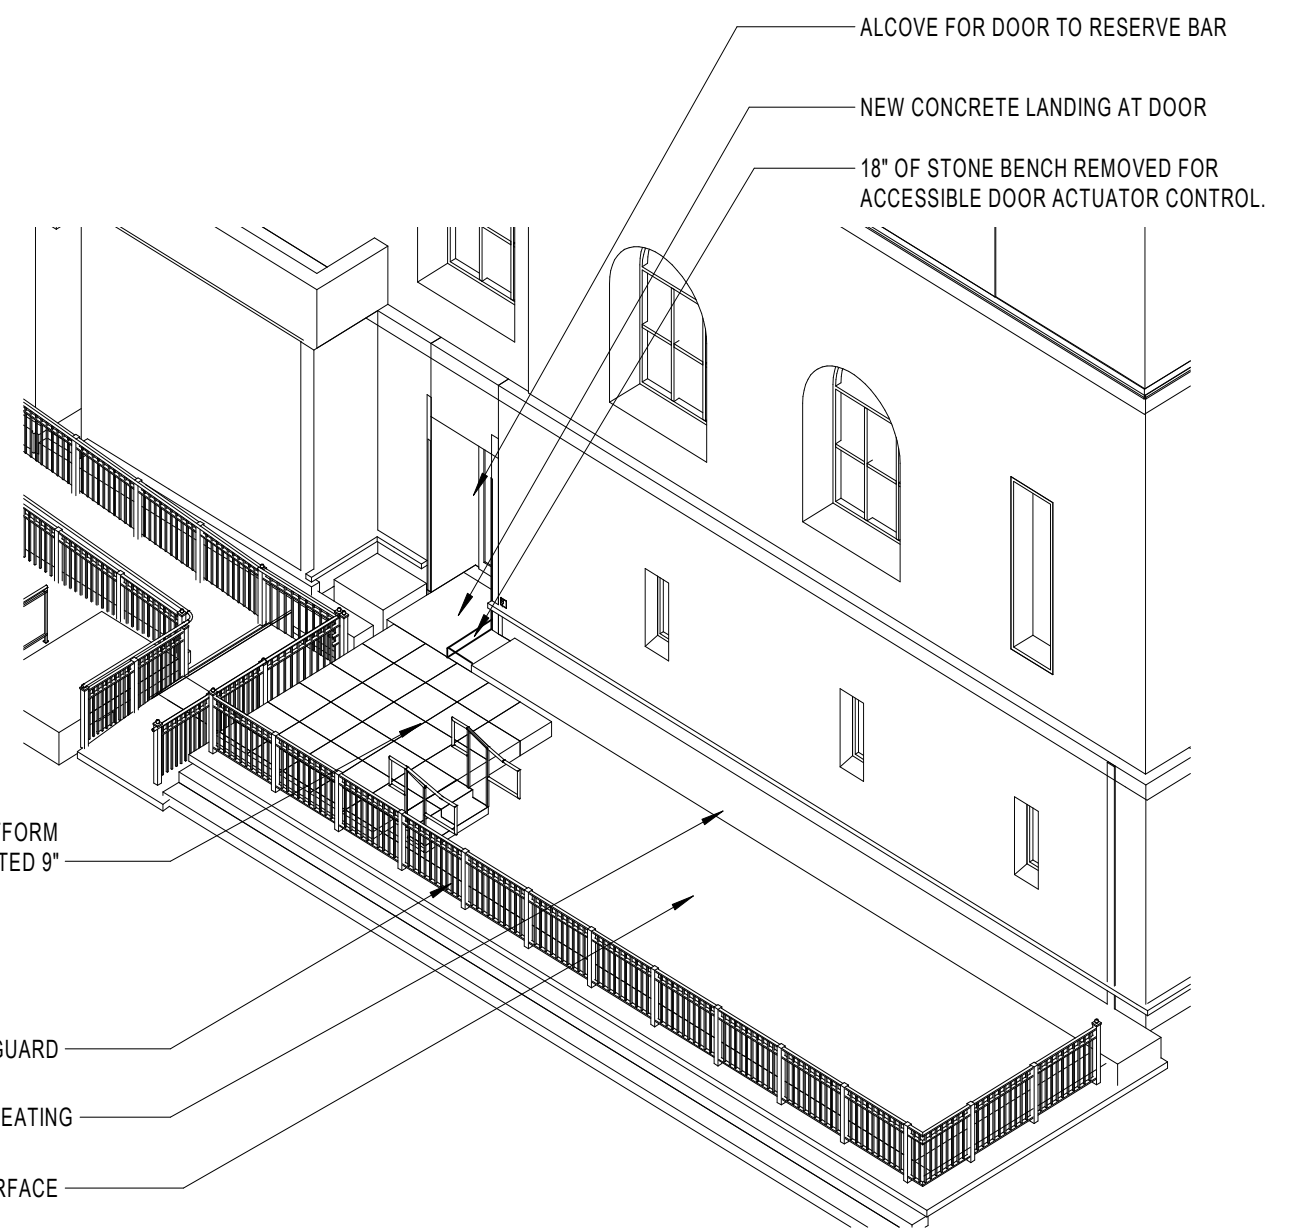 ALCOVE FOR DOOR TO RESERVE BAR
NEW CONCRETE LANDING AT DOOR
18" OF STONE BENCH REMOVED FOR
ACCESSIBLE DOOR ACTUATOR CONTROL.
TFORM
TED 9"
GUARD
EATING
RFACE